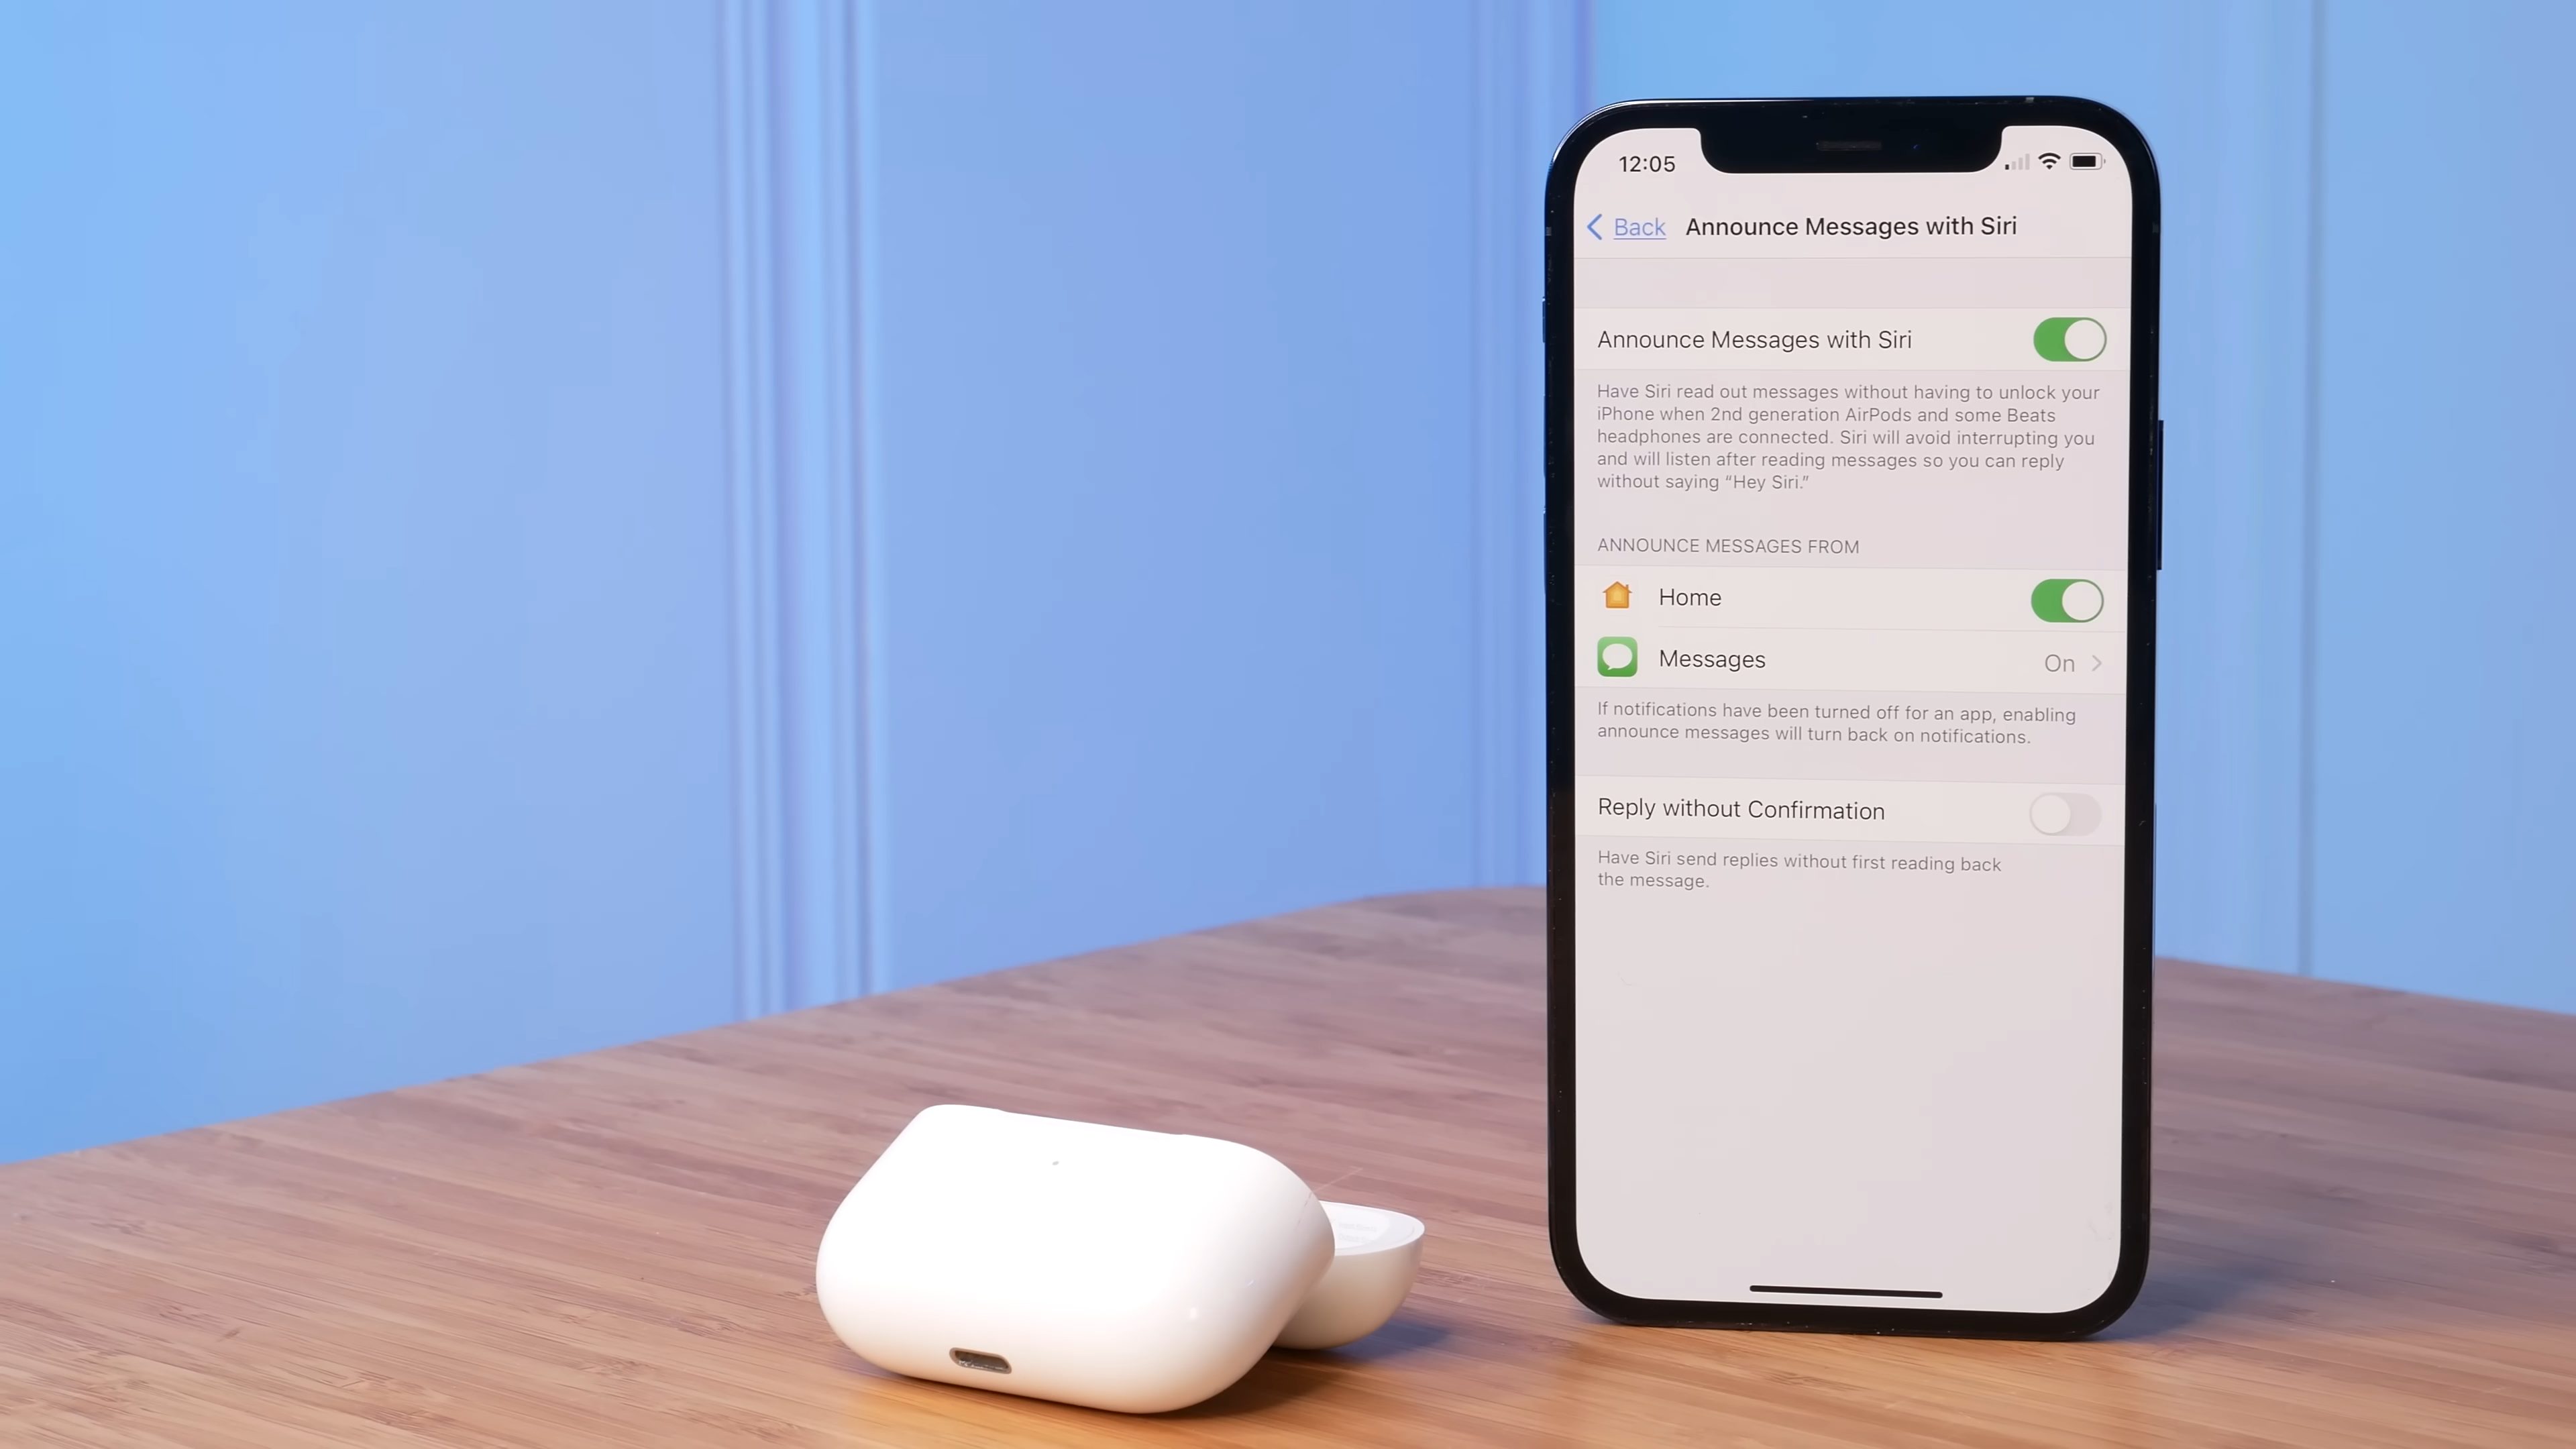 12:05
Back Announce Messages with Siri
Announce Messages with Siri
Have Siri read out messages without having to unlock your
iPhone when 2nd generation AirPods and some Beats
headphones are connected. Siri will avoid interrupting you
and will listen after reading messages so you can reply
without saying “Hey Siri.”
ANNOUNCE MESSAGES FROM
Home
Messages On
If notifications have been turned off for an app, enabling
announce messages will turn back on notifications.
Reply without Confirmation
Have Siri send replies without first reading back
the message.